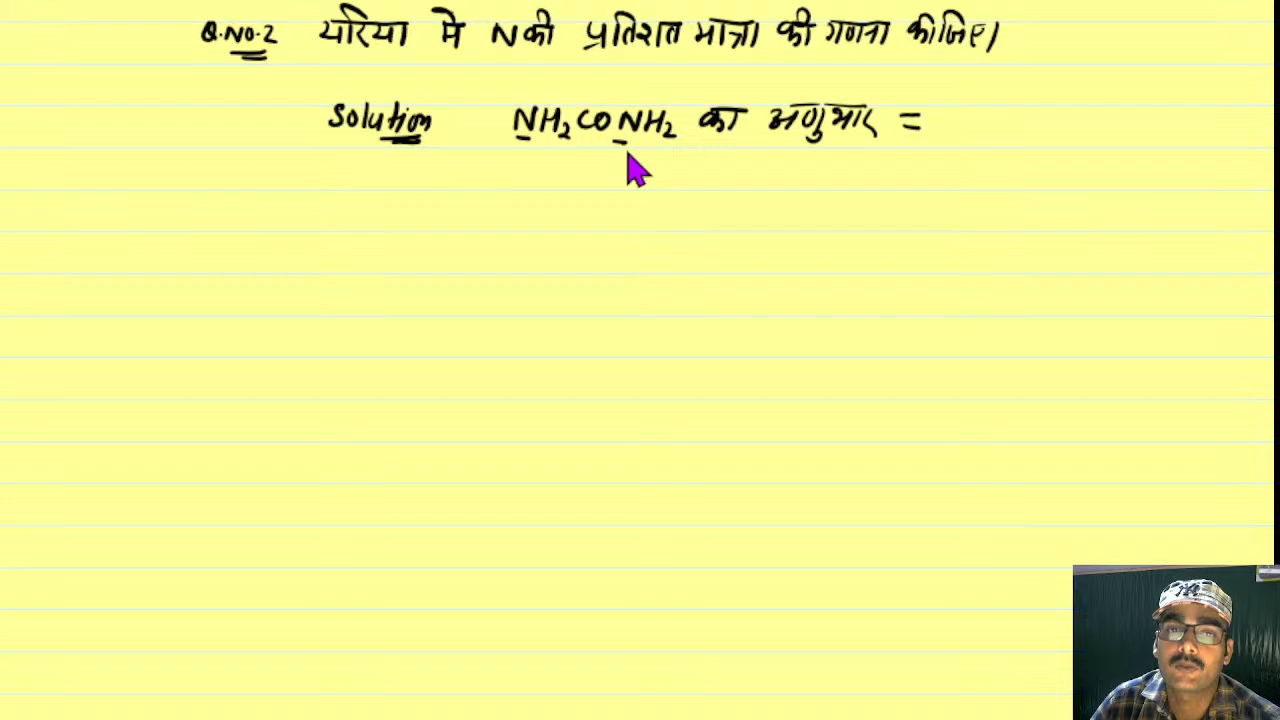 Q.NO.2 यूरिया मे N की प्रतिशत मात्रा की गणना कीजिए।
Solution NH₂CONH₂ का अणुभार =